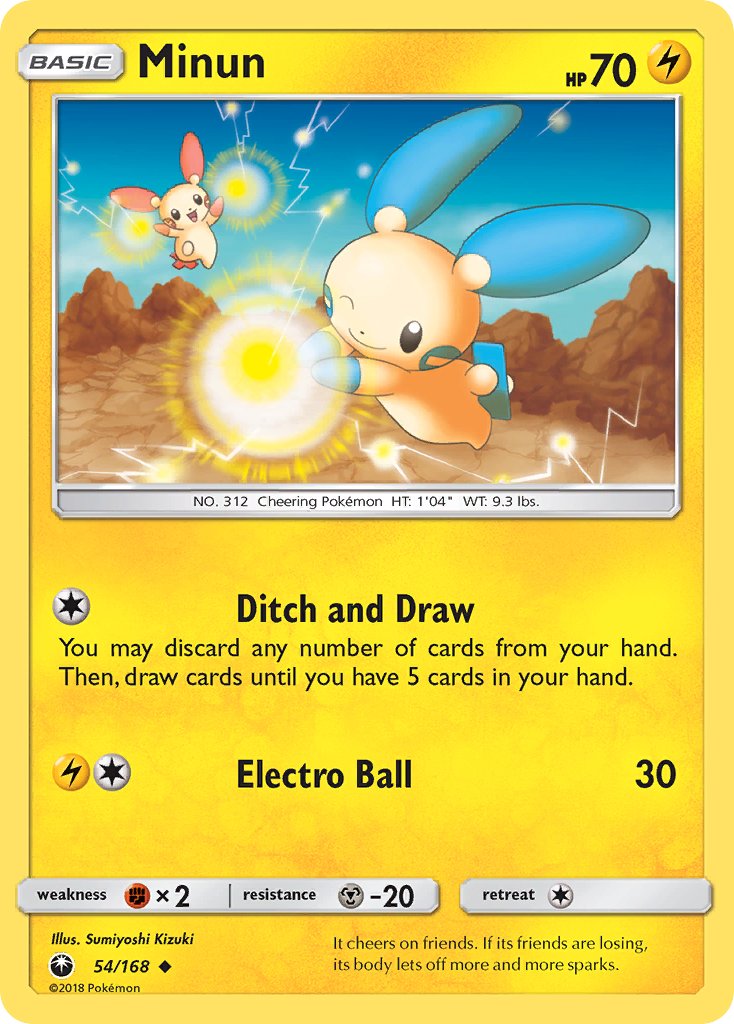 BASIC Minun HP 70
NO. 312 Cheering Pokémon HT: 1'04" WT: 9.3 lbs.
Ditch and Draw
You may discard any number of cards from your hand.
Then, draw cards until you have 5 cards in your hand.
Electro Ball 30
weakness ×2 resistance -20 retreat
Illus. Sumiyoshi Kizuki
54/168
©2018 Pokémon
It cheers on friends. If its friends are losing,
its body lets off more and more sparks.